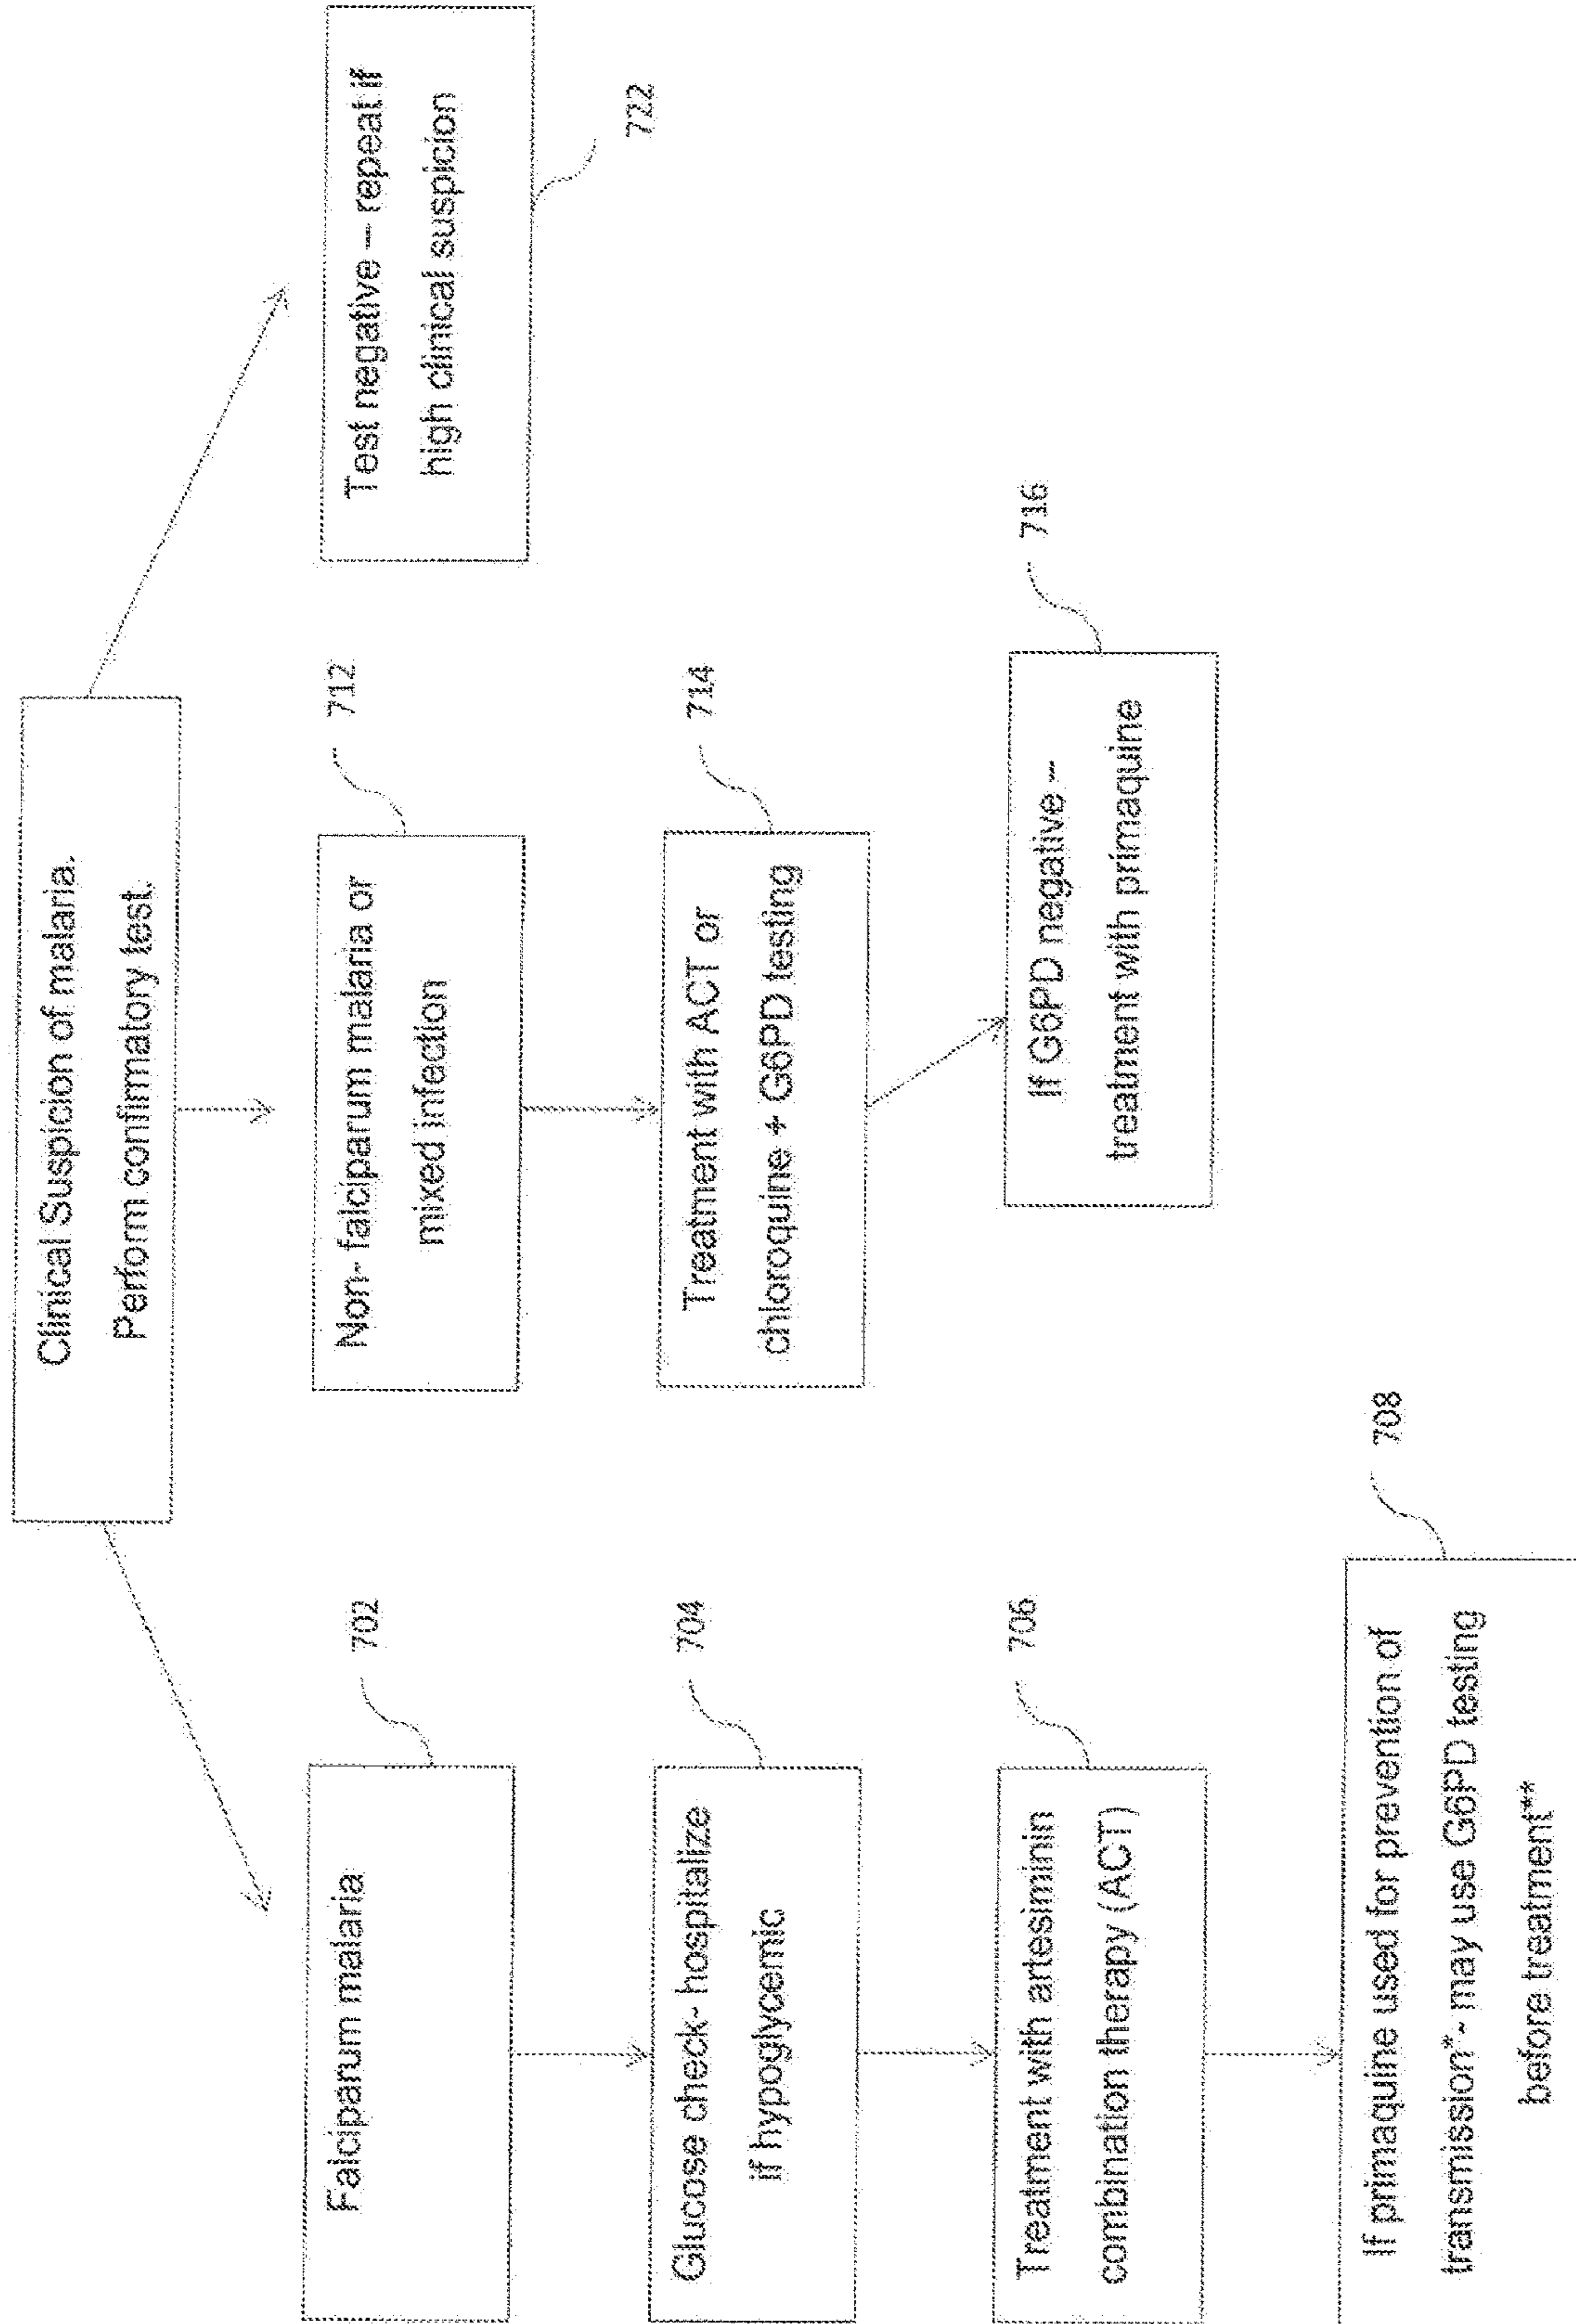 Clinical Suspicion of malaria.
Perform confirmatory test.
Falciparum malaria
702
Glucose check- hospitalize
if hypoglycemic
704
Treatment with artesiminin
combination therapy (ACT)
706
If primaquine used for prevention of
transmission*- may use G6PD testing
before treatment**
708
Non- falciparum malaria or
mixed infection
712
Treatment with ACT or
chloroquine + G6PD testing
714
If G6PD negative –
treatment with primaquine
716
Test negative – repeat if
high clinical suspicion
722